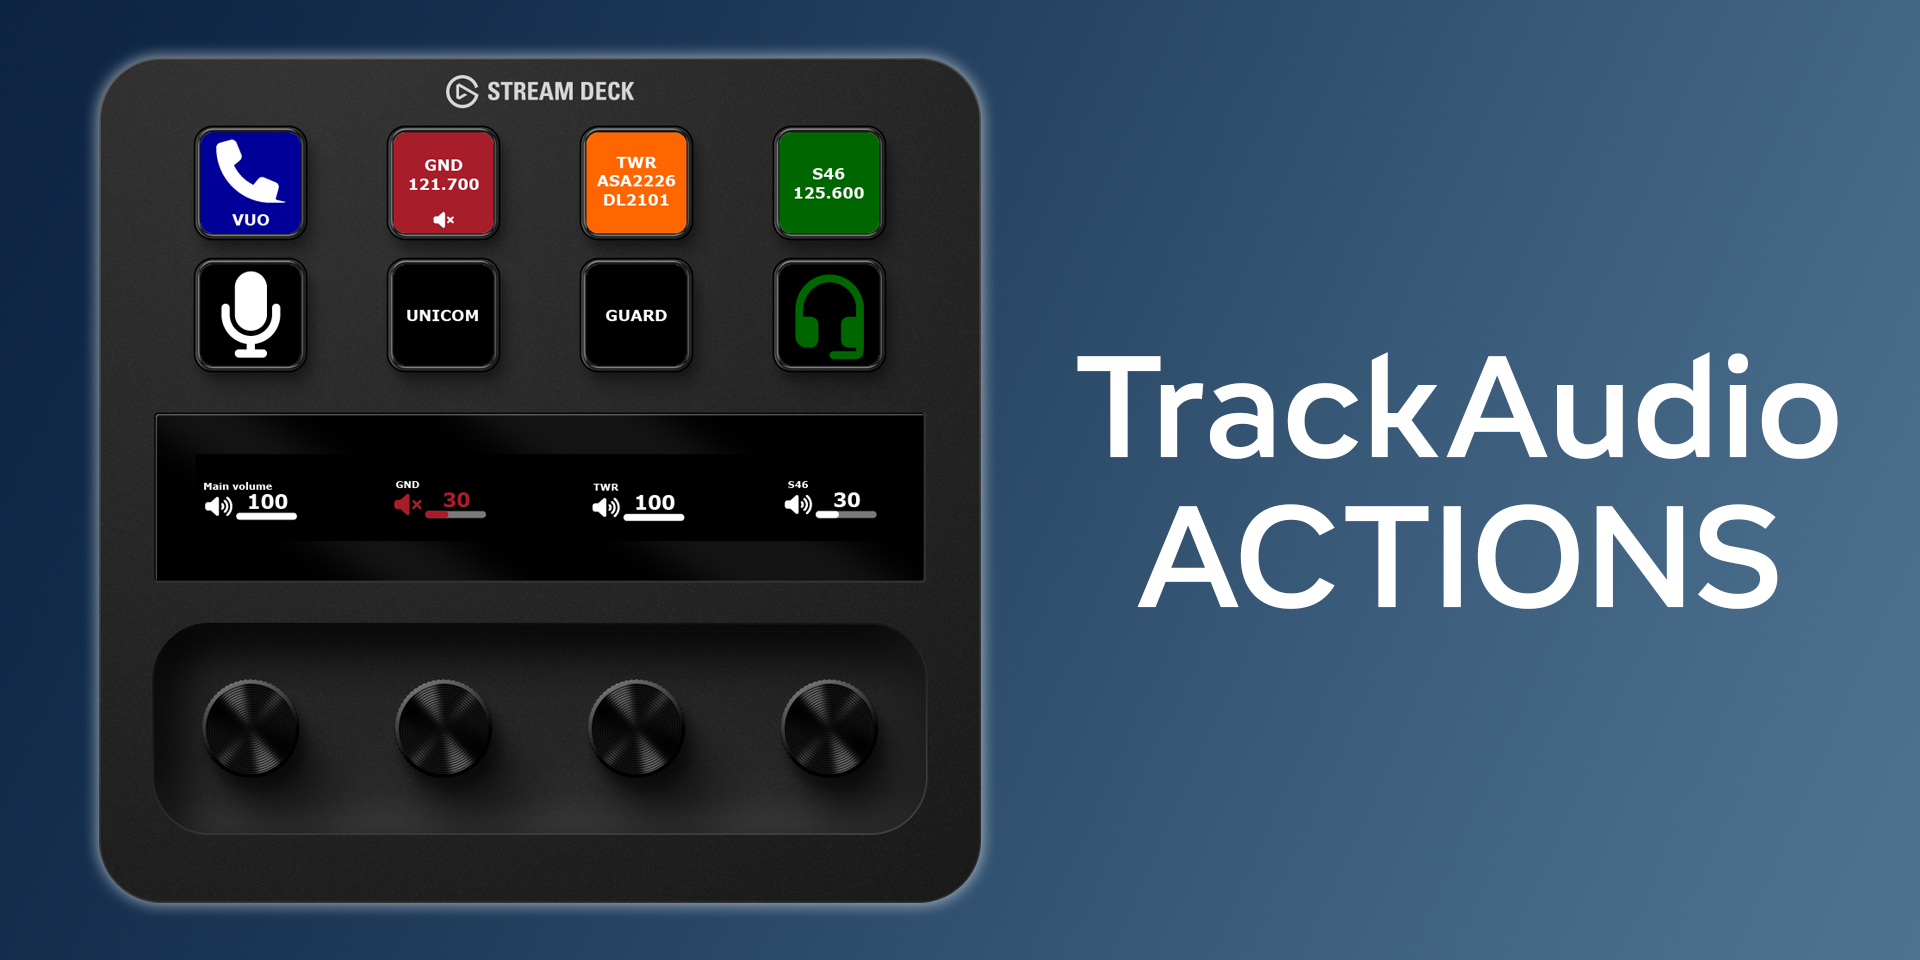 STREAM DECK
VUO
GND
121.700
TWR
ASA2226
DL2101
S46
125.600
UNICOM
GUARD
Main volume
100
GND
30
TWR
100
S46
30
TrackAudio
ACTIONS